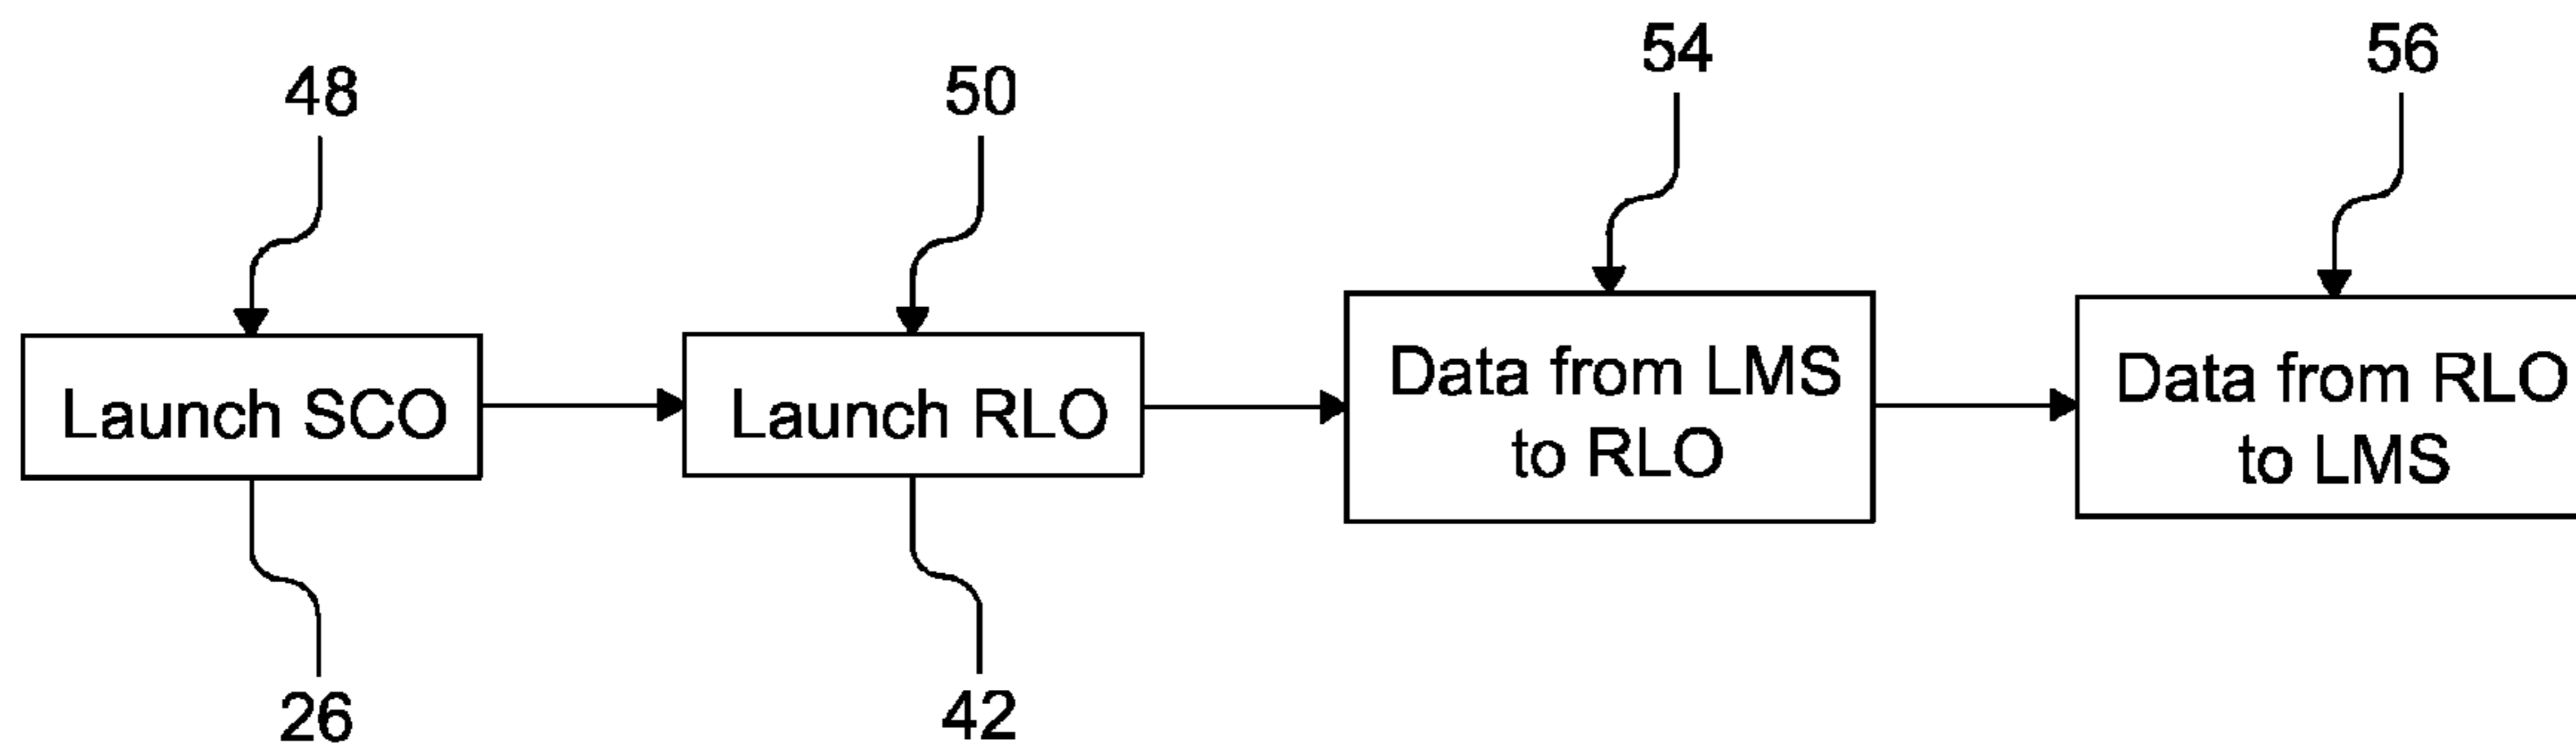 48
50
54
56
Launch SCO
Launch RLO
Data from LMS
to RLO
Data from RLO
to LMS
26
42